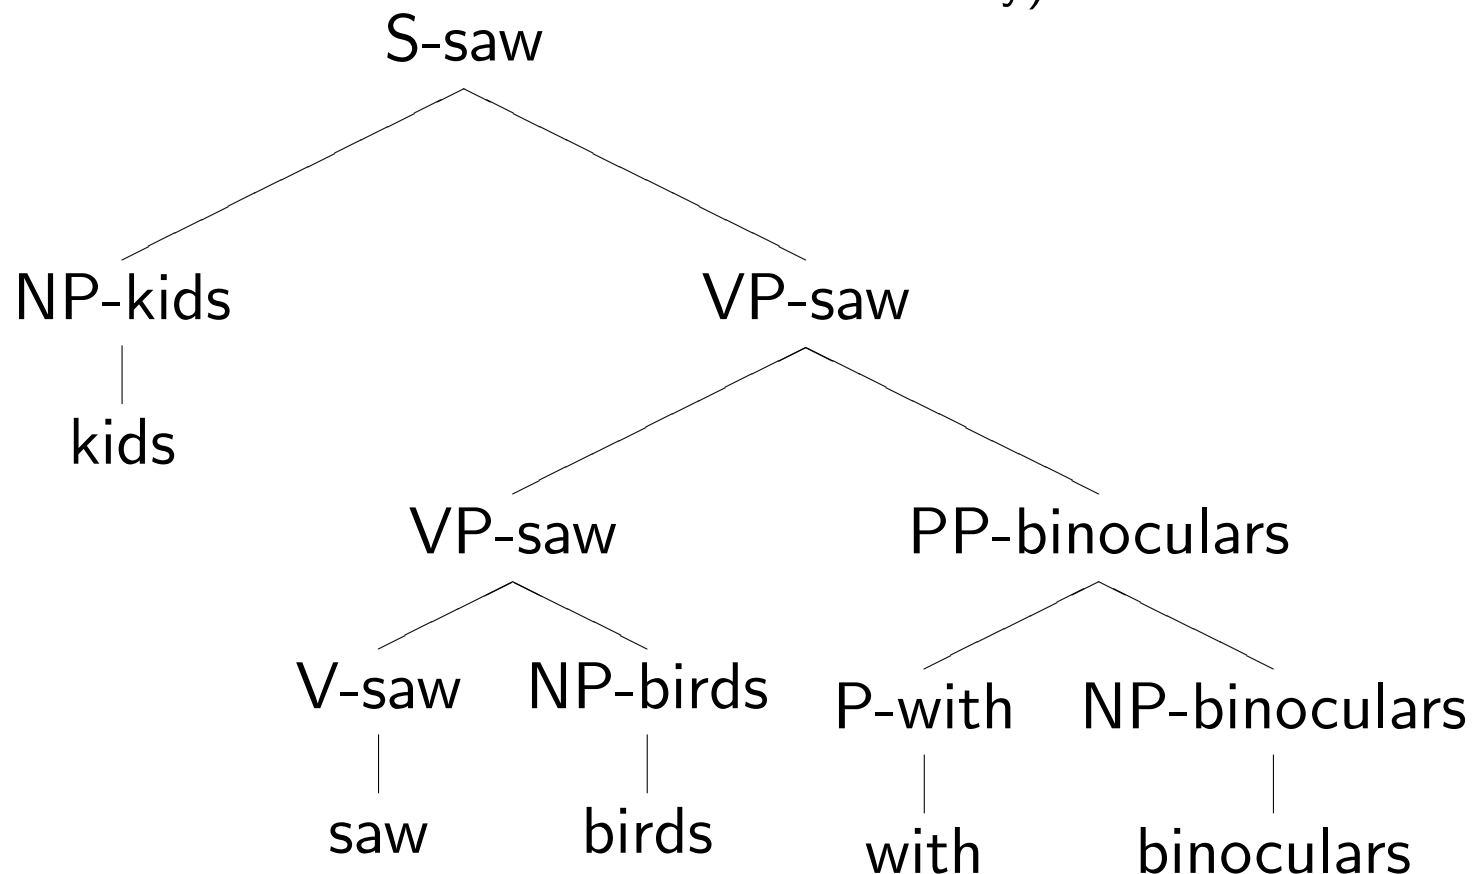 y)
S-saw
NP-kids VP-saw
kids
VP-saw PP-binoculars
V-saw NP-birds P-with NP-binoculars
saw birds with binoculars